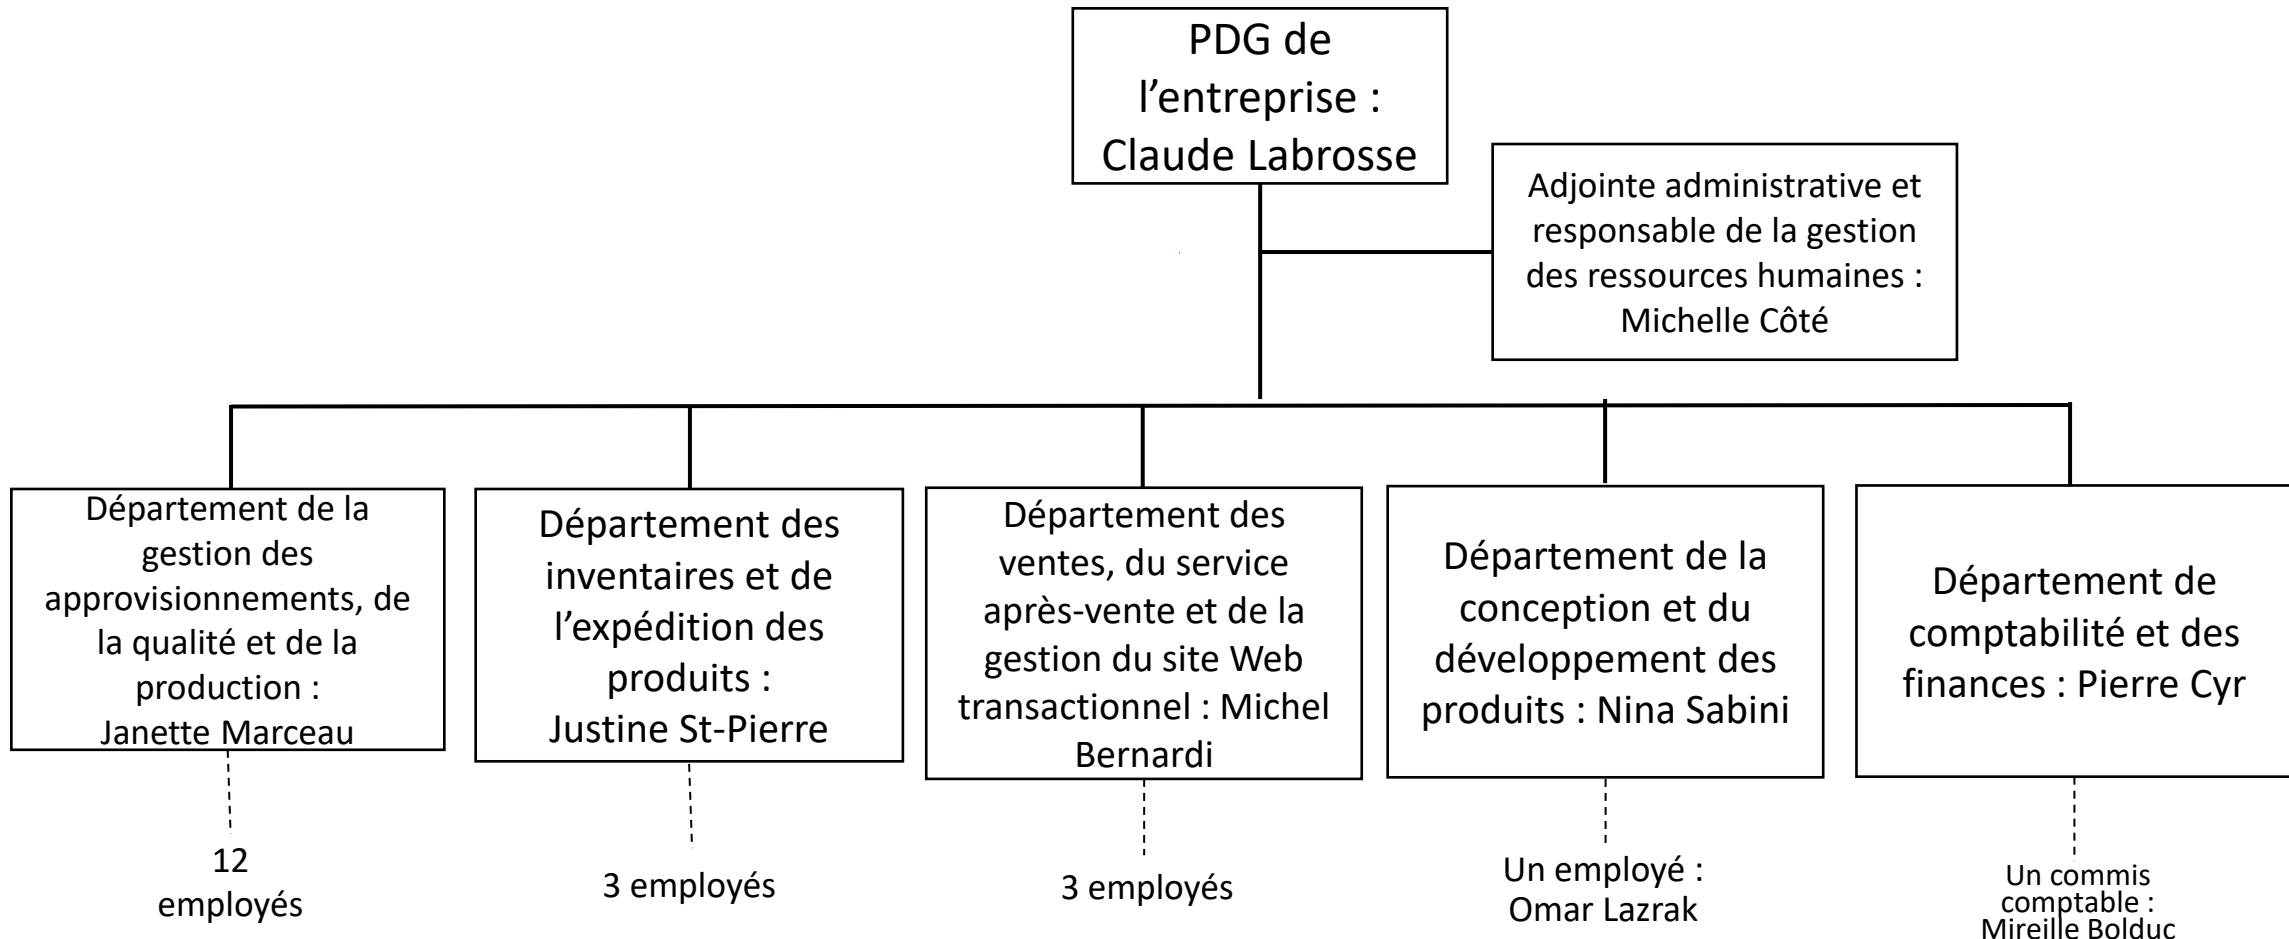 PDG de
l’entreprise :
Claude Labrosse
Adjointe administrative et
responsable de la gestion
des ressources humaines :
Michelle Côté
Département de la
gestion des
approvisionnements, de
la qualité et de la
production :
Janette Marceau
Département des
inventaires et de
l’expédition des
produits :
Justine St-Pierre
Département des
ventes, du service
après-vente et de la
gestion du site Web
transactionnel : Michel
Bernardi
Département de la
conception et du
développement des
produits : Nina Sabini
Département de
comptabilité et des
finances : Pierre Cyr
12
employés
3 employés
3 employés
Un employé :
Omar Lazrak
Un commis
comptable :
Mireille Bolduc